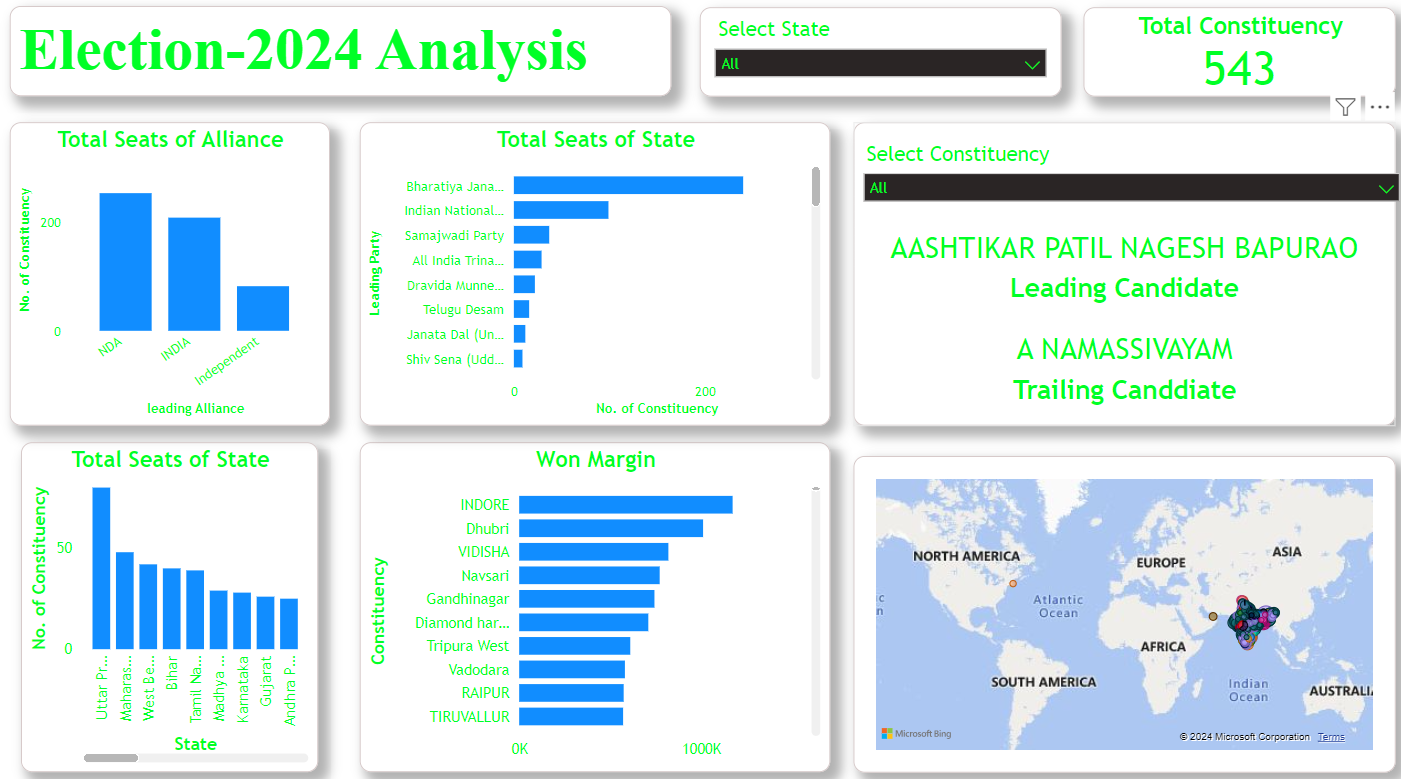 Election-2024 Analysis
Select State
All
Total Constituency
543
Total Seats of Alliance
No. of Constituency
200
0
NDA
INDIA
Independent
leading Alliance
Total Seats of State
Leading Party
Bharatiya Jana...
Indian National...
Samajwadi Party
All India Trina...
Dravida Munne...
Telugu Desam
Janata Dal (Un...
Shiv Sena (Udd...
0 200
No. of Constituency
Select Constituency
All
AASHTIKAR PATIL NAGESH BAPURAO
Leading Candidate
A NAMASSIVAYAM
Trailing Canddiate
Total Seats of State
No. of Constituency
50
0
Uttar Pr...
Maharas...
West Be...
Bihar
Tamil Na...
Madhya ...
Karnataka
Gujarat
Andhra P...
State
Won Margin
Constituency
INDORE
Dhubri
VIDISHA
Navsari
Gandhinagar
Diamond har...
Tripura West
Vadodara
RAIPUR
TIRUVALLUR
0K 1000K
NORTH AMERICA
EUROPE
ASIA
Atlantic
Ocean
AFRICA
SOUTH AMERICA
Indian
Ocean
AUSTRALIA
Microsoft Bing
© 2024 Microsoft Corporation Terms